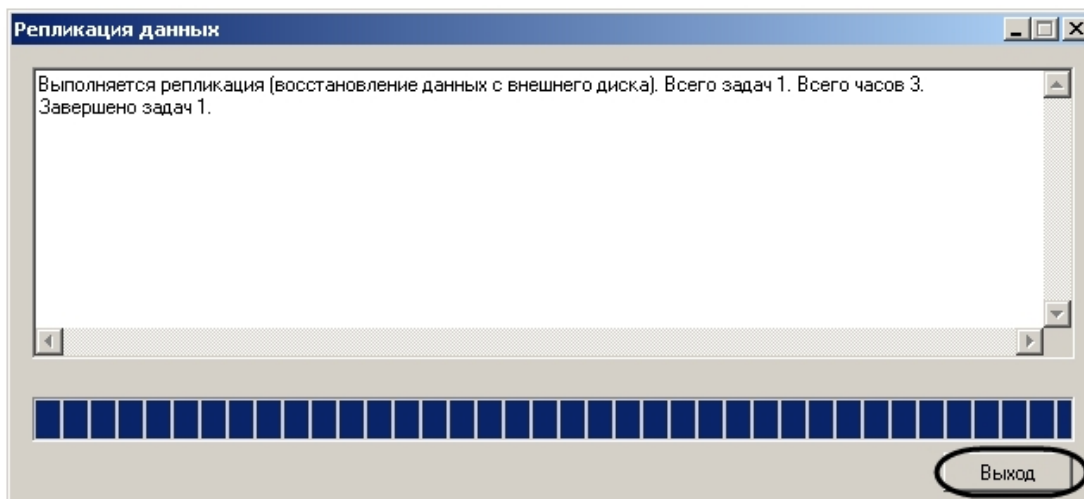 Репликация данных
Выполняется репликация (восстановление данных с внешнего диска). Всего задач 1. Всего часов 3.
Завершено задач 1.
Выход